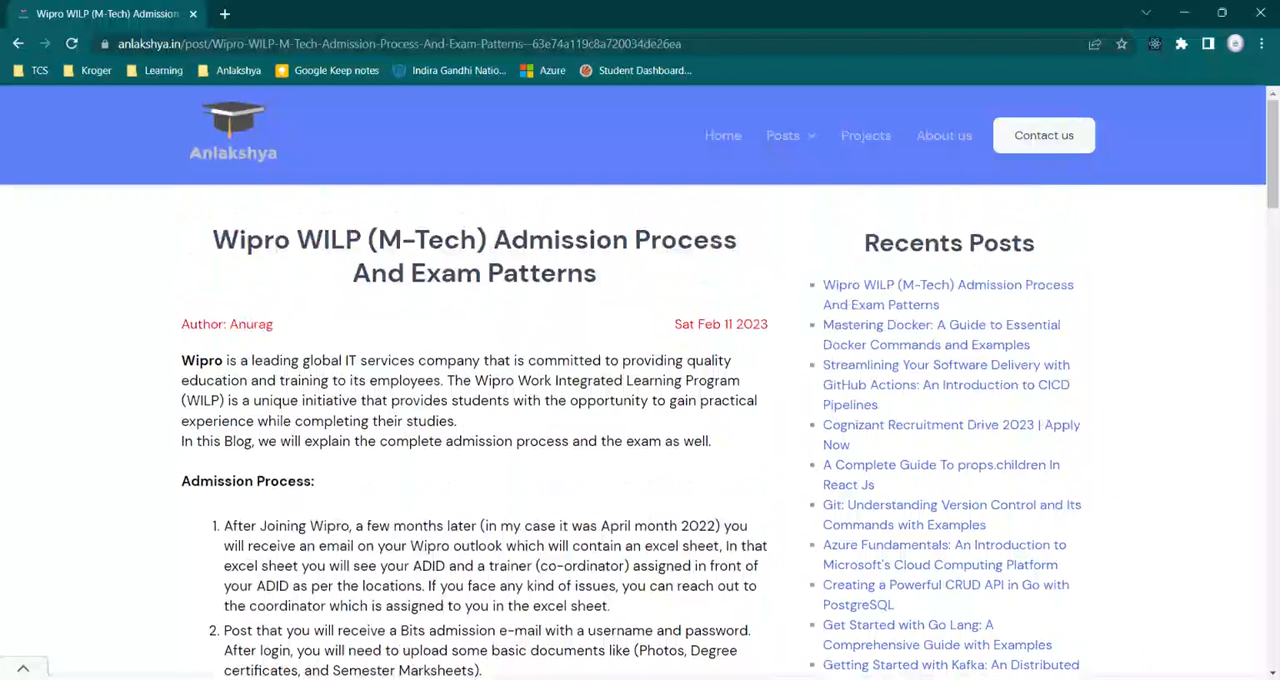 Wipro WILP (M-Tech) Admission
anlakshya.in/post/Wipro-WILP-M-Tech-Admission-Process-And-Exam-Patterns--63e74a119c8a720034de26ea
TCS Kroger Learning Anlakshya Google Keep notes Indira Gandhi Natio... Azure Student Dashboard...
Anlakshya
Home Posts Projects About us Contact us
Wipro WILP (M-Tech) Admission Process
And Exam Patterns
Author: Anurag Sat Feb 11 2023
Wipro is a leading global IT services company that is committed to providing quality
education and training to its employees. The Wipro Work Integrated Learning Program
(WILP) is a unique initiative that provides students with the opportunity to gain practical
experience while completing their studies.
In this Blog, we will explain the complete admission process and the exam as well.
Admission Process:
1. After Joining Wipro, a few months later (in my case it was April month 2022) you
will receive an email on your Wipro outlook which will contain an excel sheet, In that
excel sheet you will see your ADID and a trainer (co-ordinator) assigned in front of
your ADID as per the locations. If you face any kind of issues, you can reach out to
the coordinator which is assigned to you in the excel sheet.
2. Post that you will receive a Bits admission e-mail with a username and password.
After login, you will need to upload some basic documents like (Photos, Degree
certificates, and Semester Marksheets).
Recents Posts
Wipro WILP (M-Tech) Admission Process
And Exam Patterns
Mastering Docker: A Guide to Essential
Docker Commands and Examples
Streamlining Your Software Delivery with
GitHub Actions: An Introduction to CICD
Pipelines
Cognizant Recruitment Drive 2023 | Apply
Now
A Complete Guide To props.children In
React Js
Git: Understanding Version Control and Its
Commands with Examples
Azure Fundamentals: An Introduction to
Microsoft's Cloud Computing Platform
Creating a Powerful CRUD API in Go with
PostgreSQL
Get Started with Go Lang: A
Comprehensive Guide with Examples
Getting Started with Kafka: An Distributed